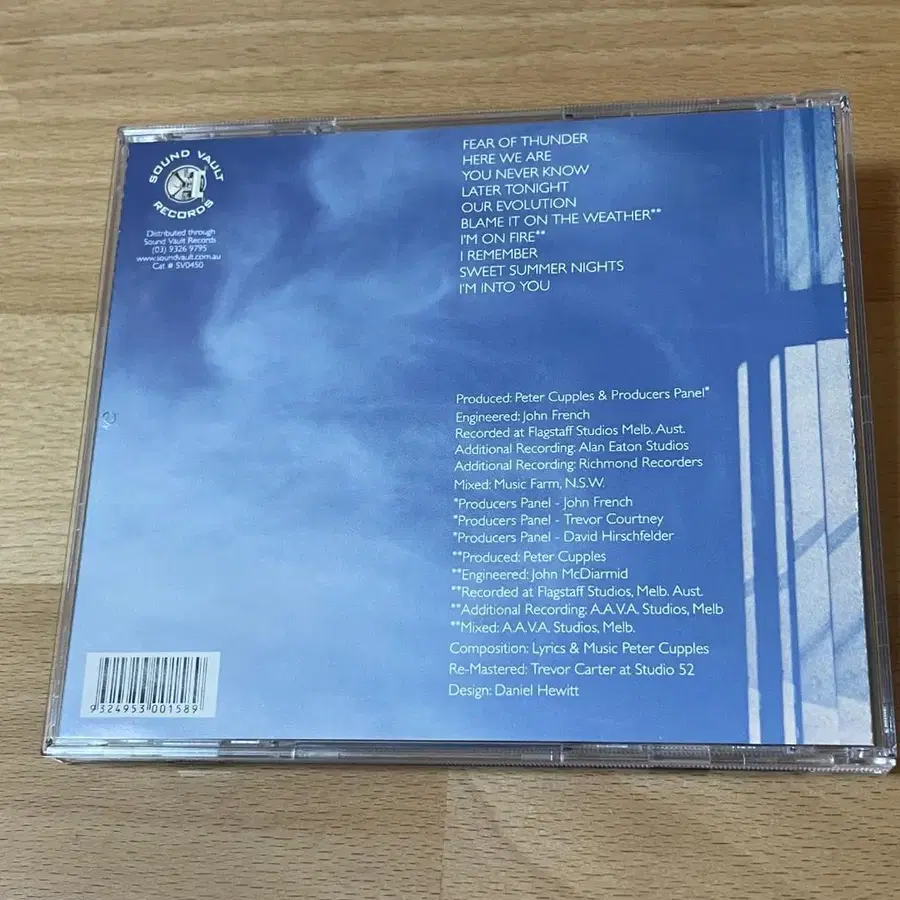 SOUND VAULT
RECORDS
Distributed through
Sound Vault Records
(03) 9326 9795
www.soundvault.com.au
Cat # SV0450
FEAR OF THUNDER
HERE WE ARE
YOU NEVER KNOW
LATER TONIGHT
OUR EVOLUTION
BLAME IT ON THE WEATHER**
I'M ON FIRE**
I REMEMBER
SWEET SUMMER NIGHTS
I'M INTO YOU
Produced: Peter Cupples & Producers Panel*
Engineered: John French
Recorded at Flagstaff Studios Melb. Aust.
Additional Recording: Alan Eaton Studios
Additional Recording: Richmond Recorders
Mixed: Music Farm, N.S.W.
*Producers Panel - John French
*Producers Panel - Trevor Courtney
*Producers Panel - David Hirschfelder
**Produced: Peter Cupples
**Engineered: John McDiarmid
**Recorded at Flagstaff Studios, Melb. Aust.
**Additional Recording: A.A.V.A. Studios, Melb
**Mixed: A.A.V.A. Studios, Melb.
Composition: Lyrics & Music Peter Cupples
Re-Mastered: Trevor Carter at Studio 52
Design: Daniel Hewitt
9 324953 001589